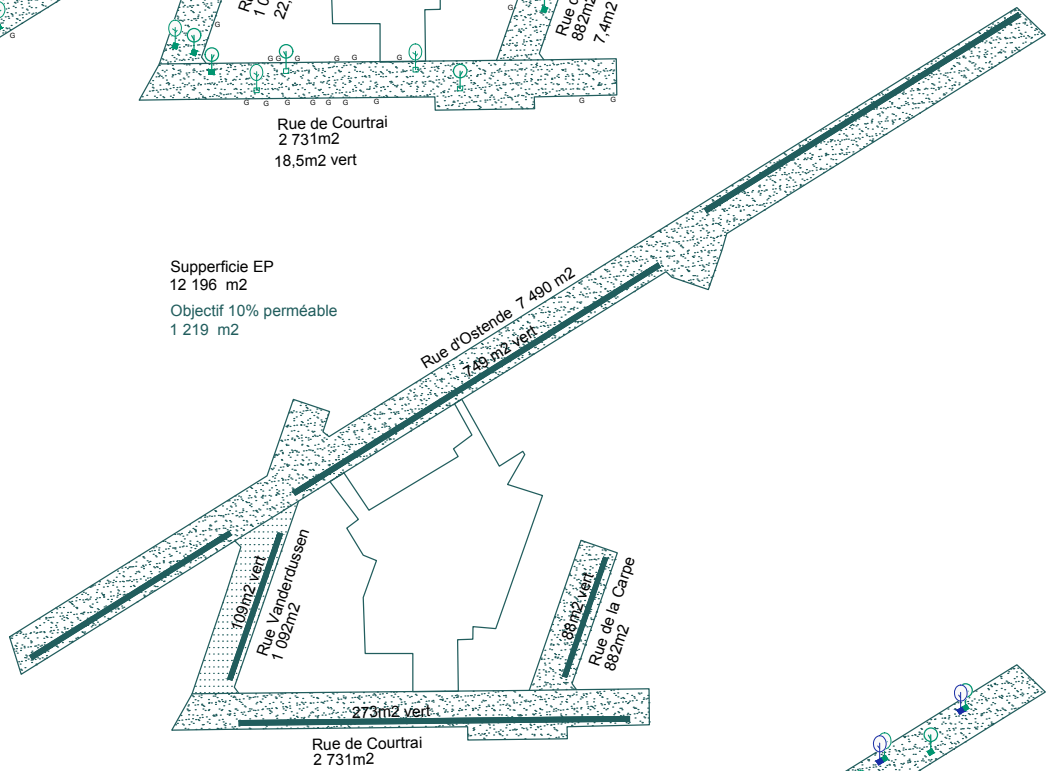 Rue de Courtrai
2 731m2
18,5m2 vert
882m2
7,4m2
Supperficie EP
12 196 m2
Objectif 10% perméable
1 219 m2
Rue d'Ostende 7 490 m2
749 m2 vert
109m2 vert
Rue Vanderdussen
1 092m2
88m2 vert
Rue de la Carpe
882m2
273m2 vert
Rue de Courtrai
2 731m2